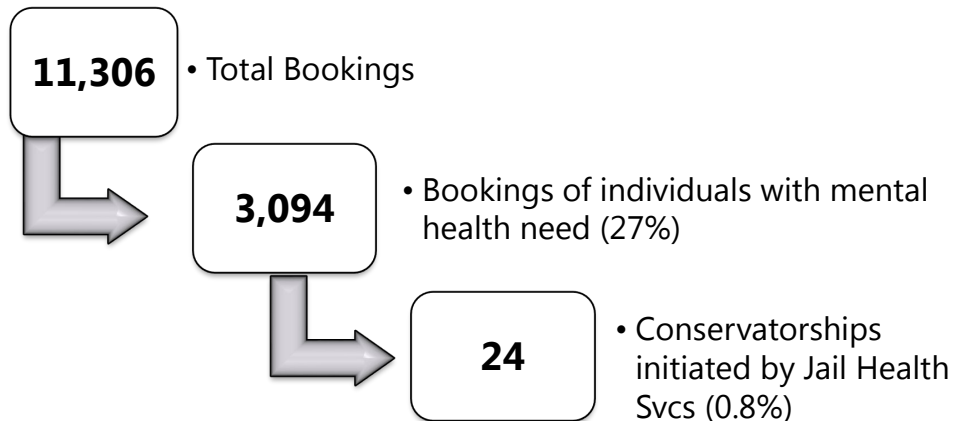 11,306
• Total Bookings
3,094
• Bookings of individuals with mental
health need (27%)
24
• Conservatorships
initiated by Jail Health
Svcs (0.8%)